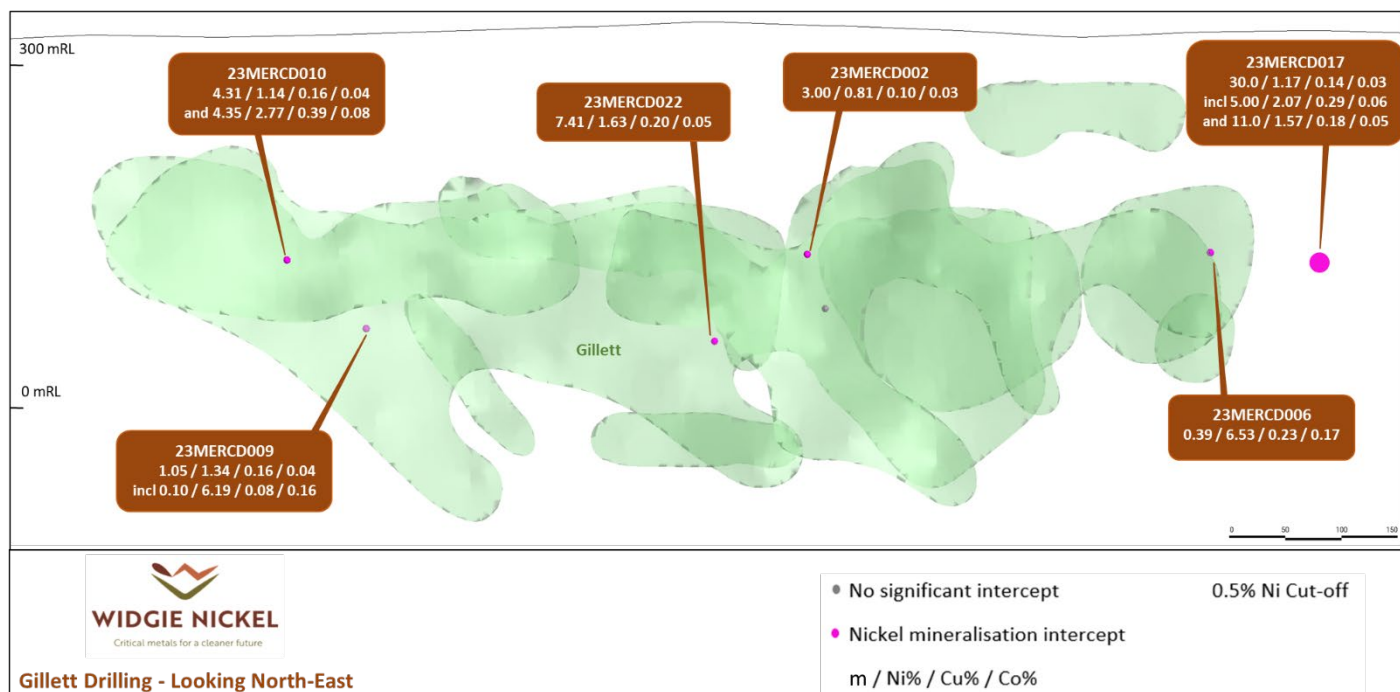 300 mRL
23MERCD010
4.31 / 1.14 / 0.16 / 0.04
and 4.35 / 2.77 / 0.39 / 0.08
23MERCD022
7.41 / 1.63 / 0.20 / 0.05
23MERCD002
3.00 / 0.81 / 0.10 / 0.03
23MERCD017
30.0 / 1.17 / 0.14 / 0.03
incl 5.00 / 2.07 / 0.29 / 0.06
and 11.0 / 1.57 / 0.18 / 0.05
Gillett
0 mRL
23MERCD009
1.05 / 1.34 / 0.16 / 0.04
incl 0.10 / 6.19 / 0.08 / 0.16
23MERCD006
0.39 / 6.53 / 0.23 / 0.17
0 50 100 150
WIDGIE NICKEL
Critical metals for a cleaner future
Gillett Drilling - Looking North-East
No significant intercept
0.5% Ni Cut-off
Nickel mineralisation intercept
m / Ni% / Cu% / Co%